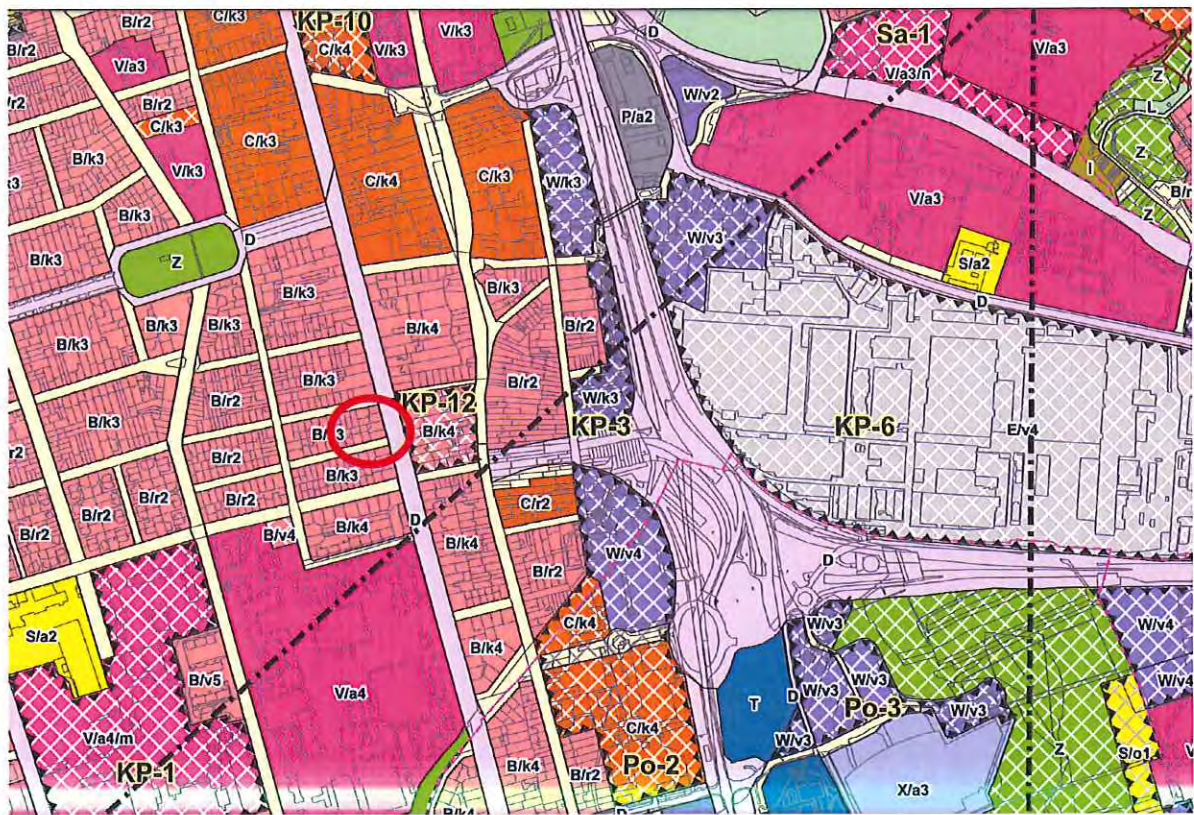 KP-10
Sa-1
D
B/r2
C/k4
V/k3
V/k3
V/a3
V/a3
V/a3/n
W/v2
P/a2
Z
L
Z
B/r2
C/k3
C/k3
B/k3
V/k3
C/k4
C/k3
W/k3
I
Z
V/a3
B/k3
W/v3
S/a2
D
D
Z
B/k3
B/k3
B/k3
B/k3
B/k3
B/k4
B/k3
B/r2
B/k3
B/k3
B/r2
B/r2
W/k3
KP-12
B/k4
KP-3
KP-6
E/v4
B/k3
B/k3
B/r2
B/r2
B/r2
B/k3
C/r2
B/v4
B/k4
D
B/k4
B/r2
W/v4
D
S/a2
C/k4
W/v3
W/v4
B/v5
V/a4
B/k4
T
D
W/v3
W/v3
W/v4
Po-3
W/v3
V/a4/m
C/k4
W/v3
Z
S/o1
KP-1
B/k4
B/r2
Po-2
X/a3
B/k4
D